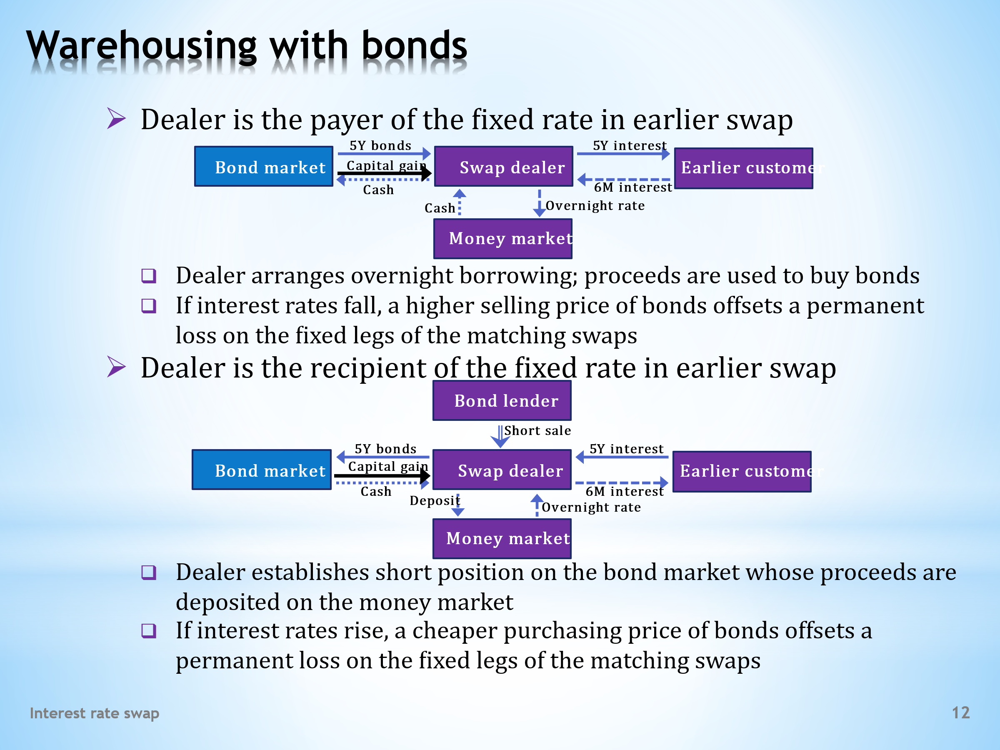 Warehousing with bonds
Dealer is the payer of the fixed rate in earlier swap
5Y bonds
5Y interest
Bond market
Capital gain
Swap dealer
Earlier customer
Cash
6M interest
Cash
Overnight rate
Money market
Dealer arranges overnight borrowing; proceeds are used to buy bonds
If interest rates fall, a higher selling price of bonds offsets a permanent
loss on the fixed legs of the matching swaps
Dealer is the recipient of the fixed rate in earlier swap
Bond lender
Short sale
5Y bonds
5Y interest
Bond market
Capital gain
Swap dealer
Earlier customer
Cash
6M interest
Deposit
Overnight rate
Money market
Dealer establishes short position on the bond market whose proceeds are
deposited on the money market
If interest rates rise, a cheaper purchasing price of bonds offsets a
permanent loss on the fixed legs of the matching swaps
Interest rate swap
12